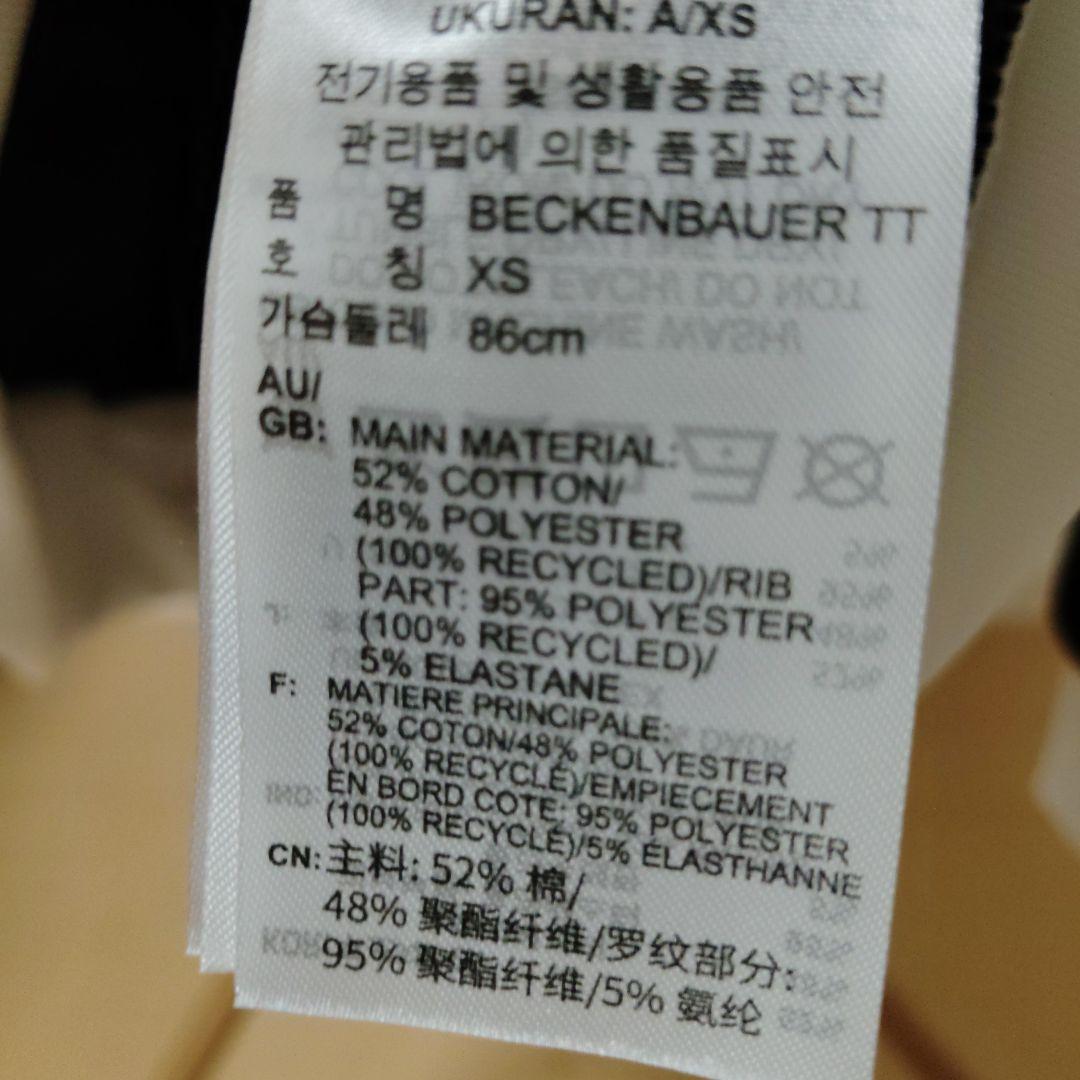 UKURAN: A/XS
전기용품 및 생활용품 안전
관리법에 의한 품질표시
품 명 BECKENBAUER TT
호 칭 XS
가슴둘레 86cm
AU/
GB: MAIN MATERIAL:
52% COTTON/
48% POLYESTER
(100% RECYCLED)/RIB
PART: 95% POLYESTER
(100% RECYCLED)/
5% ELASTANE
F: MATIERE PRINCIPALE:
52% COTON/48% POLYESTER
(100% RECYCLÉ)/EMPIECEMENT
EN BORD COTE: 95% POLYESTER
(100% RECYCLÉ)/5% ÉLASTHANNE
CN: 主料: 52% 棉/
48% 聚酯纤维/罗纹部分:
95% 聚酯纤维/5% 氨纶